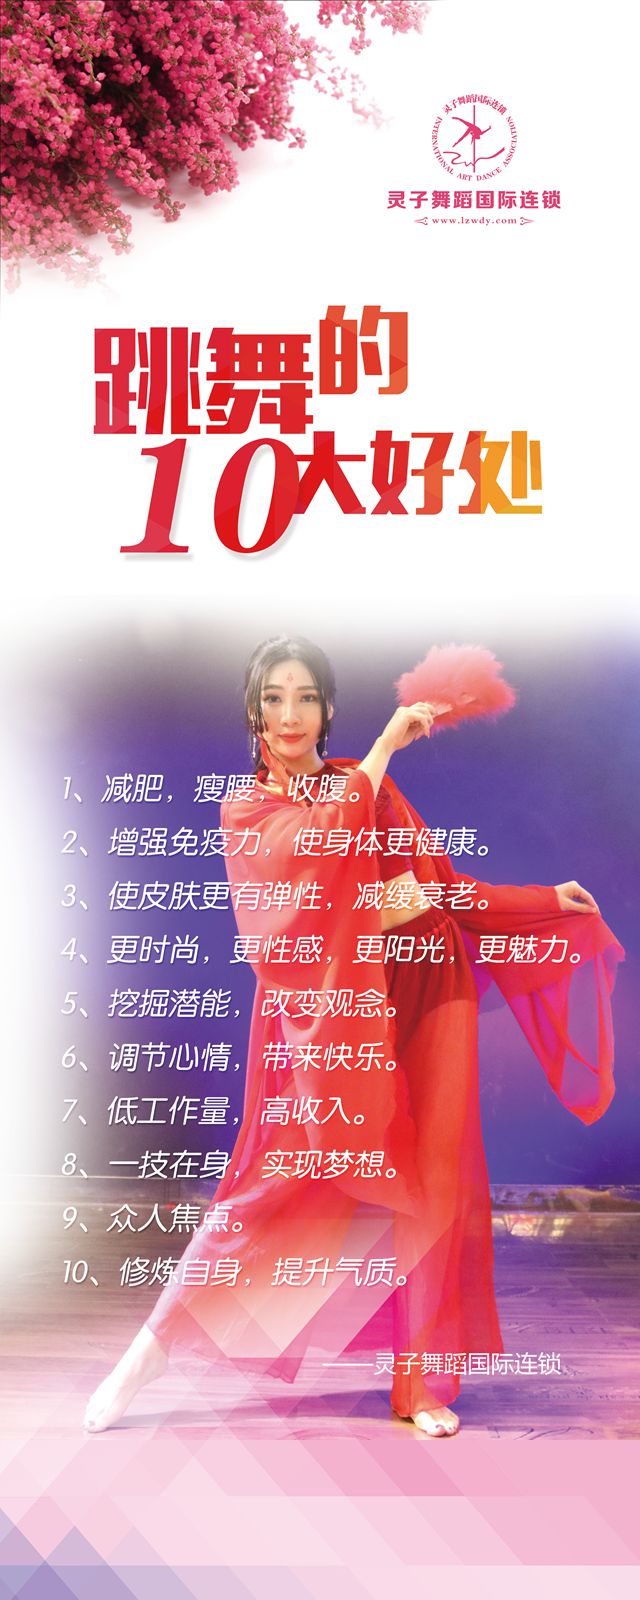 灵子舞蹈国际连锁
INTERNATIONAL ART DANCE ASSOCIATION
灵子舞蹈国际连锁
www.lzwdy.com
跳舞的
10大好处
1、减肥，瘦腰，收腹。
2、增强免疫力，使身体更健康。
3、使皮肤更有弹性，减缓衰老。
4、更时尚，更性感，更阳光，更魅力。
5、挖掘潜能，改变观念。
6、调节心情，带来快乐。
7、低工作量，高收入。
8、一技在身，实现梦想。
9、众人焦点。
10、修炼自身，提升气质。
——灵子舞蹈国际连锁